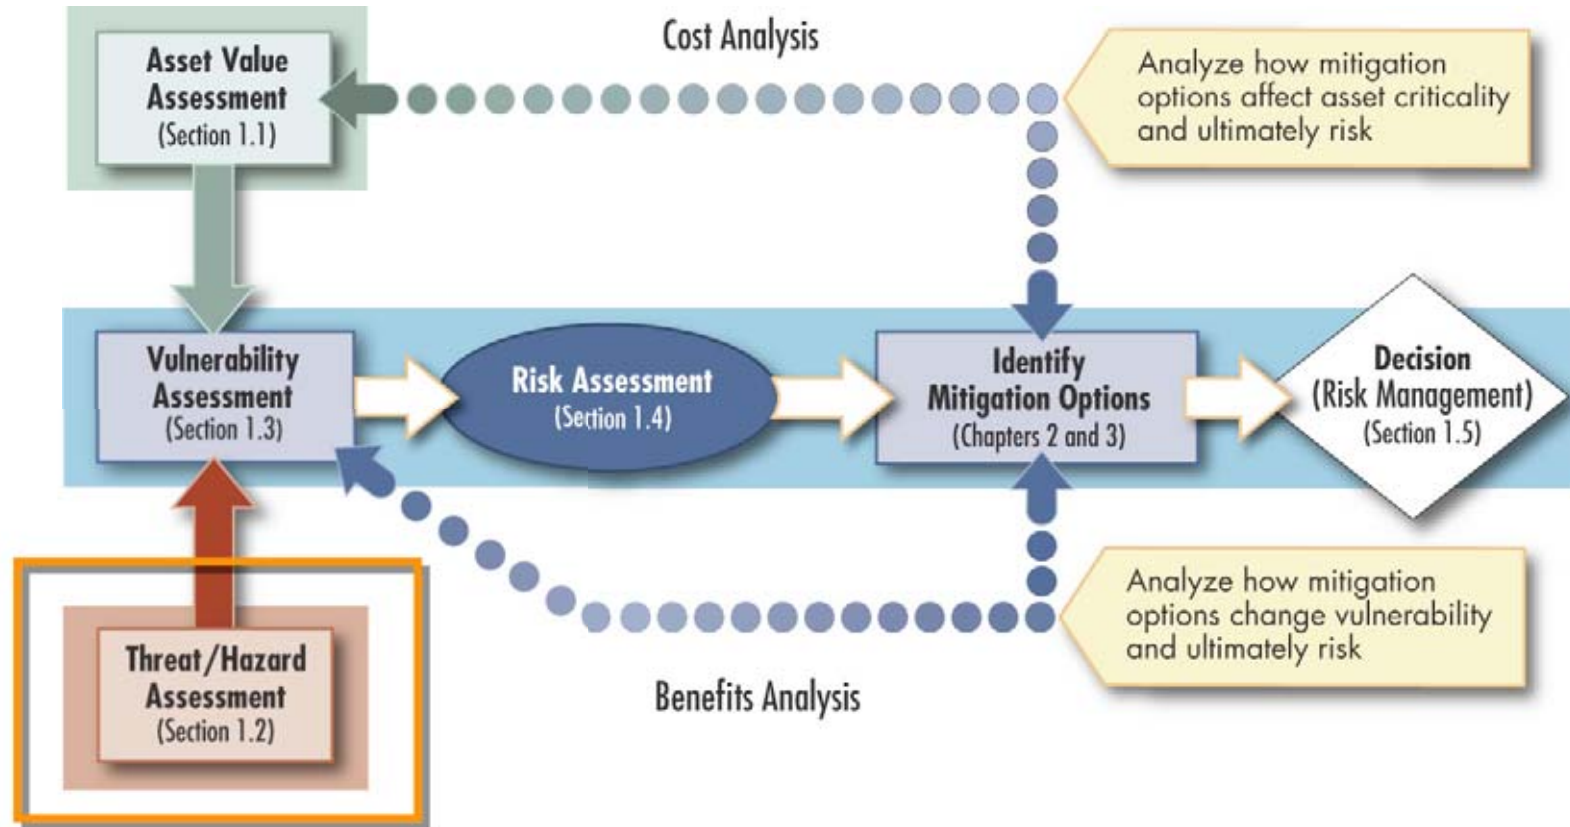 Cost Analysis
Asset Value
Assessment
(Section 1.1)
Analyze how mitigation
options affect asset criticality
and ultimately risk
Vulnerability
Assessment
(Section 1.3)
Risk Assessment
(Section 1.4)
Identify
Mitigation Options
(Chapters 2 and 3)
Decision
(Risk Management)
(Section 1.5)
Threat/Hazard
Assessment
(Section 1.2)
Analyze how mitigation
options change vulnerability
and ultimately risk
Benefits Analysis